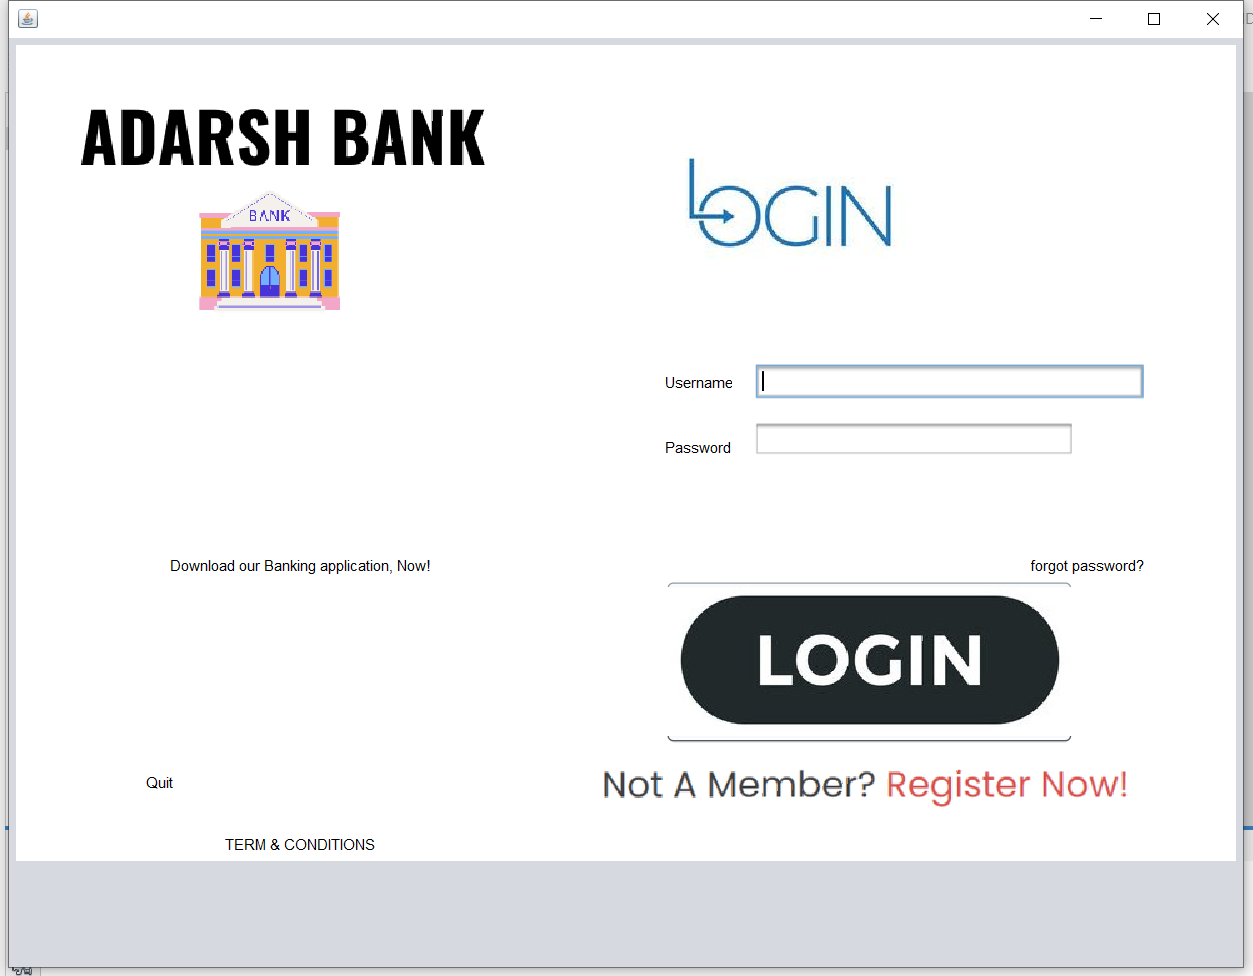 ADARSH BANK
BANK
LOGIN
Username
Password
Download our Banking application, Now!
forgot password?
LOGIN
Quit
Not A Member? Register Now!
TERM & CONDITIONS